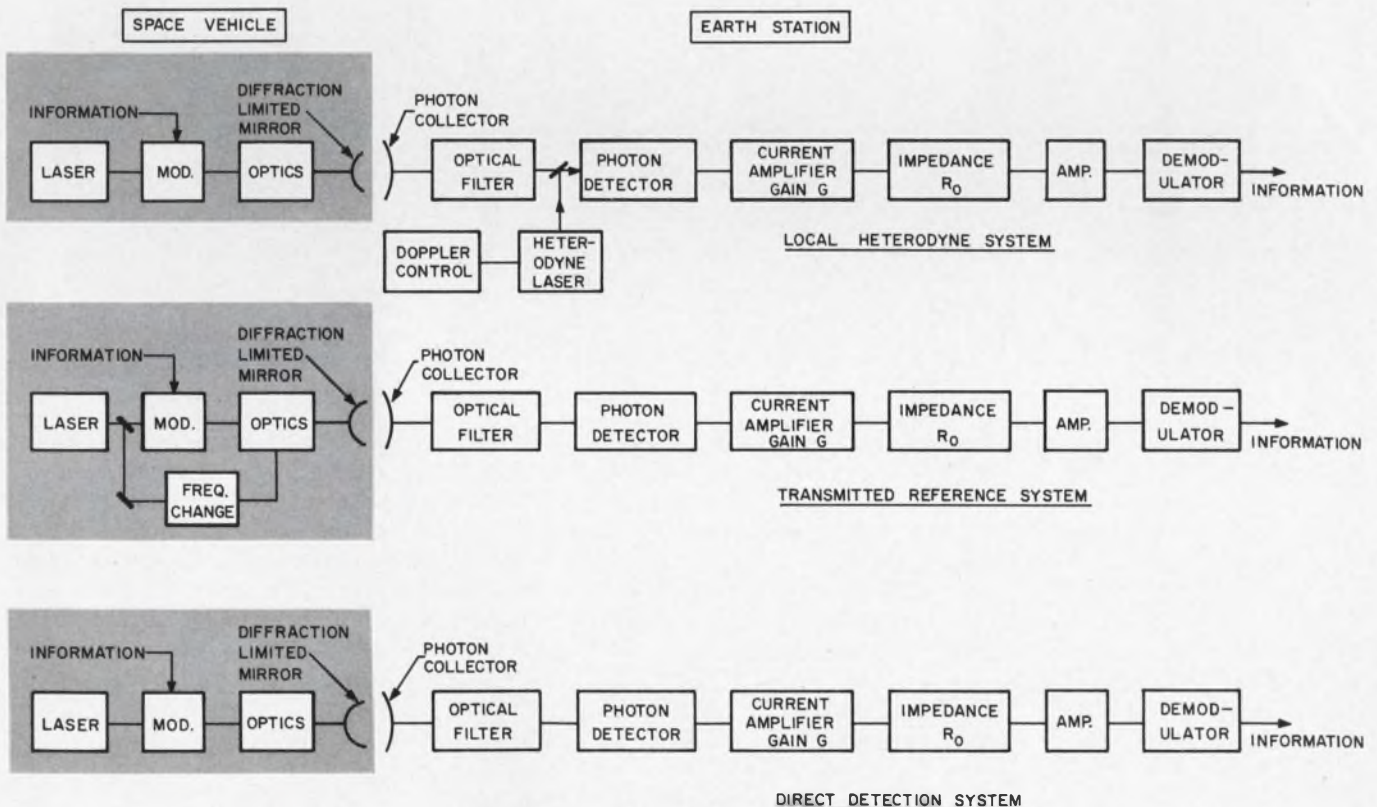 SPACE VEHICLE
EARTH STATION
INFORMATION
DIFFRACTION
LIMITED
MIRROR
PHOTON
COLLECTOR
LASER
MOD.
OPTICS
OPTICAL
FILTER
PHOTON
DETECTOR
CURRENT
AMPLIFIER
GAIN G
IMPEDANCE
R0
AMP.
DEMOD-
ULATOR
INFORMATION
DOPPLER
CONTROL
HETER-
ODYNE
LASER
LOCAL HETERODYNE SYSTEM
INFORMATION
DIFFRACTION
LIMITED
MIRROR
PHOTON
COLLECTOR
LASER
MOD.
OPTICS
OPTICAL
FILTER
PHOTON
DETECTOR
CURRENT
AMPLIFIER
GAIN G
IMPEDANCE
R0
AMP.
DEMOD-
ULATOR
INFORMATION
FREQ.
CHANGE
TRANSMITTED REFERENCE SYSTEM
INFORMATION
DIFFRACTION
LIMITED
MIRROR
PHOTON
COLLECTOR
LASER
MOD.
OPTICS
OPTICAL
FILTER
PHOTON
DETECTOR
CURRENT
AMPLIFIER
GAIN G
IMPEDANCE
R0
AMP.
DEMOD-
ULATOR
INFORMATION
DIRECT DETECTION SYSTEM